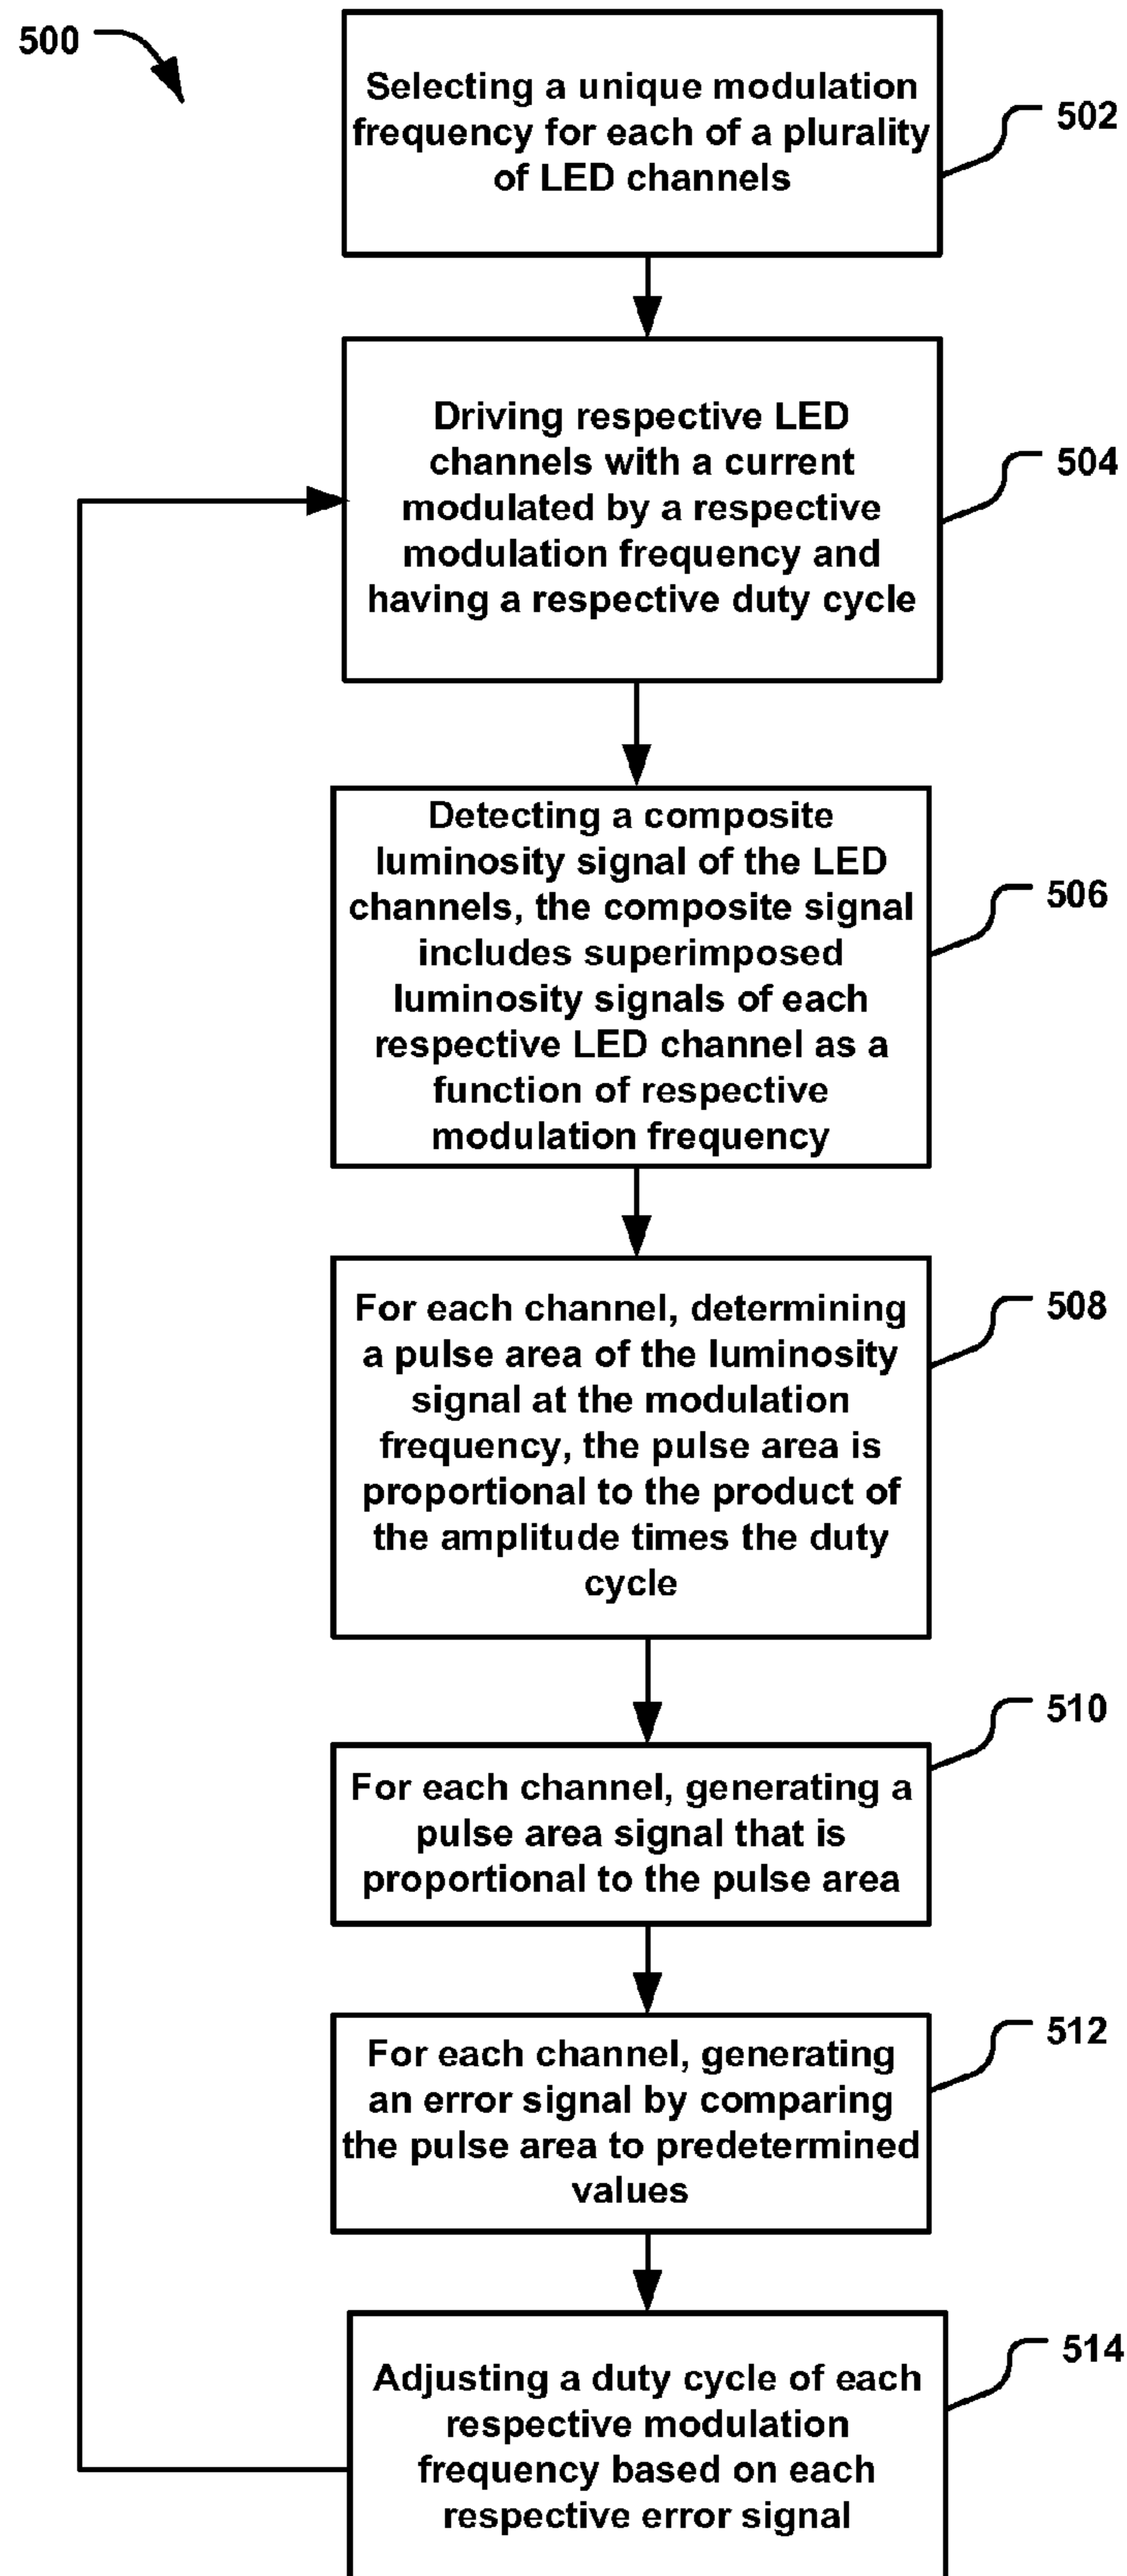 500
Selecting a unique modulation
frequency for each of a plurality
of LED channels
502
Driving respective LED
channels with a current
modulated by a respective
modulation frequency and
having a respective duty cycle
504
Detecting a composite
luminosity signal of the LED
channels, the composite signal
includes superimposed
luminosity signals of each
respective LED channel as a
function of respective
modulation frequency
506
For each channel, determining
a pulse area of the luminosity
signal at the modulation
frequency, the pulse area is
proportional to the product of
the amplitude times the duty
cycle
508
For each channel, generating a
pulse area signal that is
proportional to the pulse area
510
For each channel, generating
an error signal by comparing
the pulse area to predetermined
values
512
Adjusting a duty cycle of each
respective modulation
frequency based on each
respective error signal
514